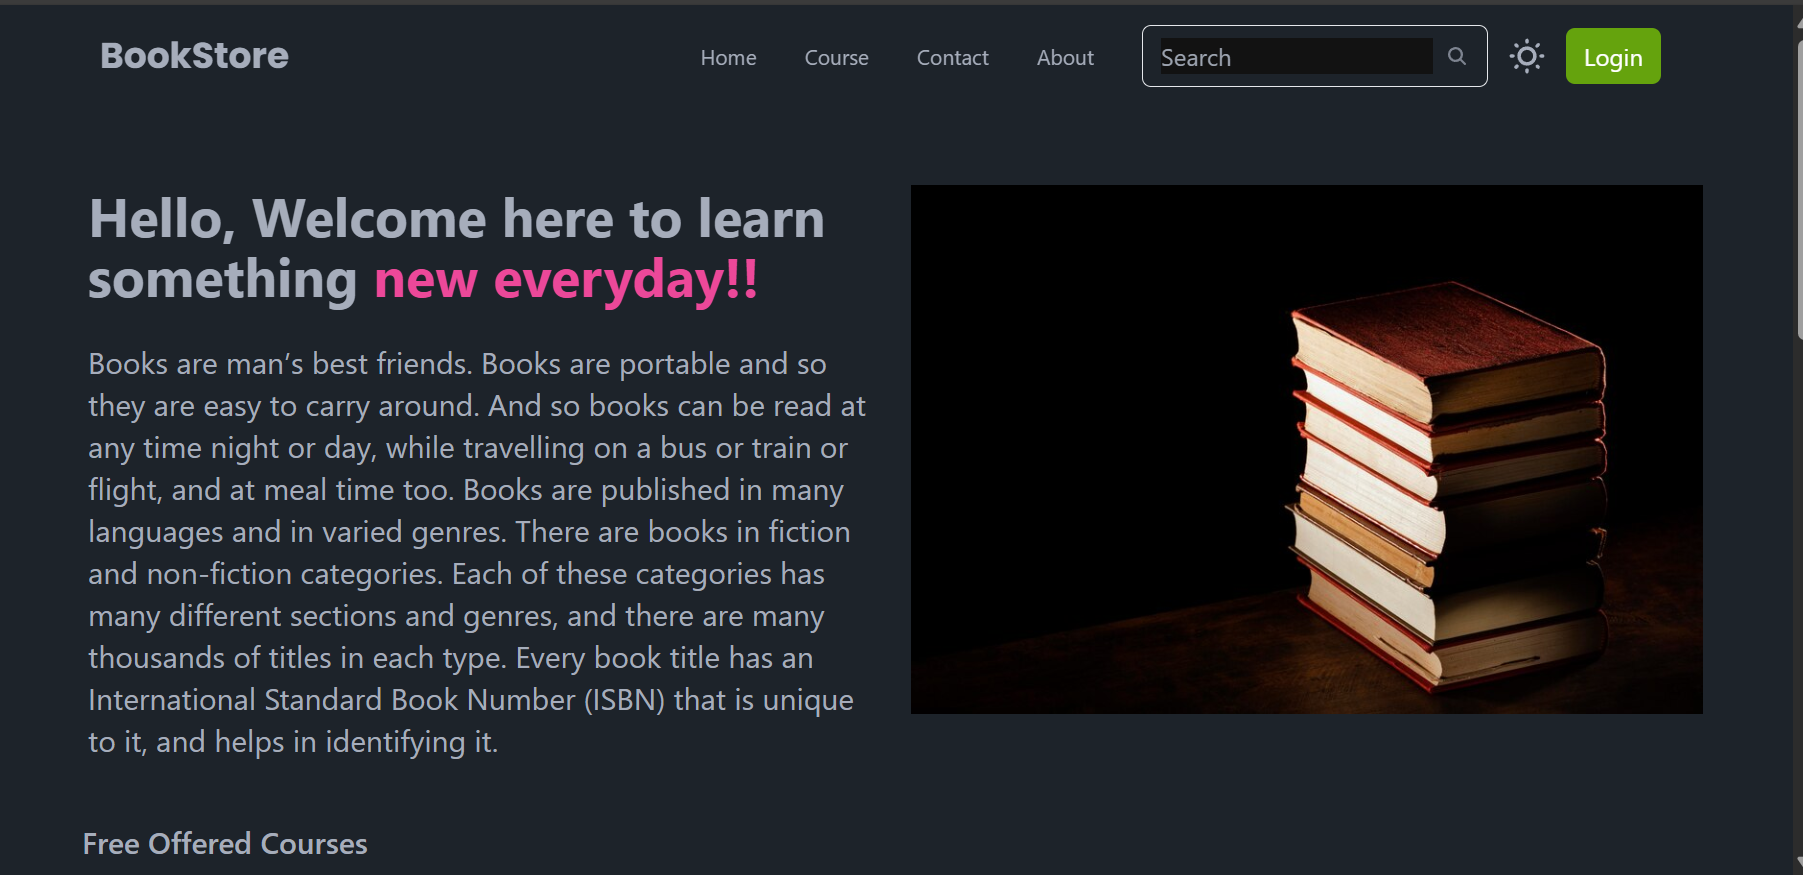 BookStore
Home
Course
Contact
About
Search
Login
Hello, Welcome here to learn
something new everyday!!
Books are man’s best friends. Books are portable and so
they are easy to carry around. And so books can be read at
any time night or day, while travelling on a bus or train or
flight, and at meal time too. Books are published in many
languages and in varied genres. There are books in fiction
and non-fiction categories. Each of these categories has
many different sections and genres, and there are many
thousands of titles in each type. Every book title has an
International Standard Book Number (ISBN) that is unique
to it, and helps in identifying it.
Free Offered Courses